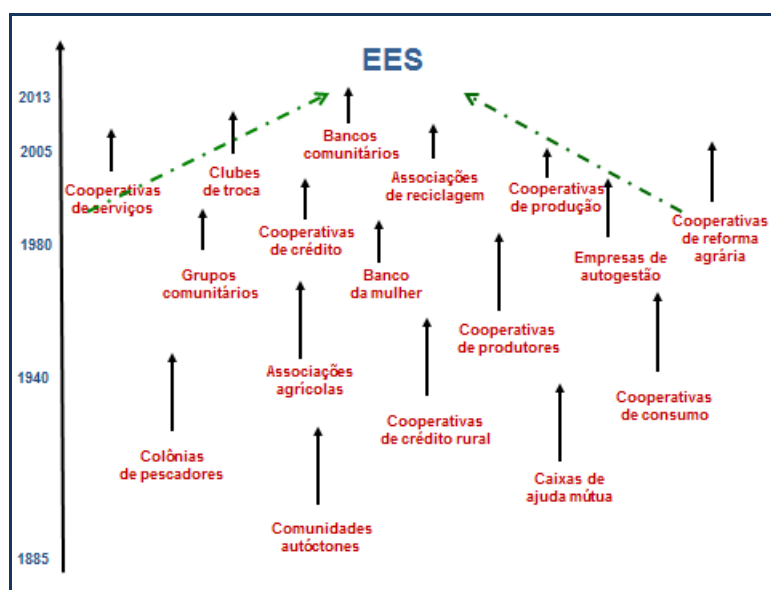 EES
2013
Bancos
comunitários
2005
Clubes
de troca
Associações
de reciclagem
Cooperativas
de serviços
Cooperativas
de produção
Cooperativas
de crédito
Cooperativas
de reforma
agrária
1980
Grupos
comunitários
Banco
da mulher
Empresas de
autogestão
Cooperativas
de produtores
1940
Associações
agrícolas
Cooperativas
de consumo
Cooperativas
de crédito rural
Colônias
de pescadores
Caixas de
ajuda mútua
Comunidades
autóctones
1885